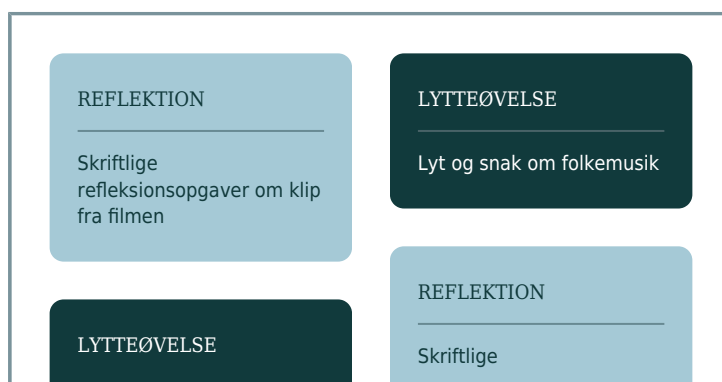 REFLEKTION
Skriftlige
refleksionsopgaver om klip
fra filmen
LYTTEØVELSE
LYTTEØVELSE
Lyt og snak om folkemusik
REFLEKTION
Skriftlige